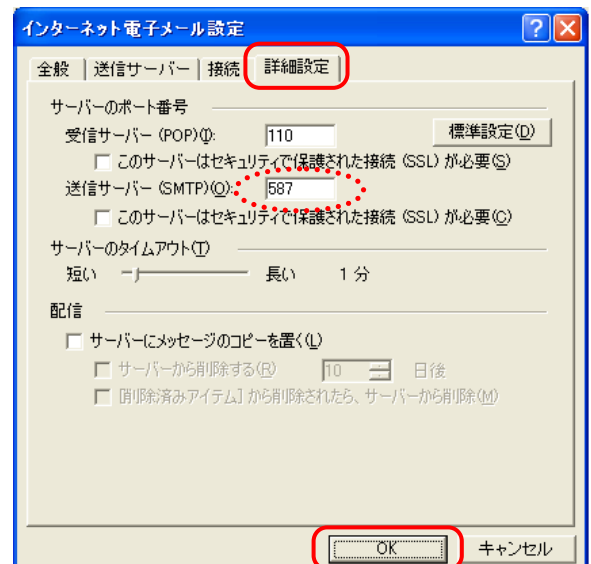 インターネット電子メール設定
全般 送信サーバー 接続 詳細設定
サーバーのポート番号
受信サーバー (POP)(I): 110 標準設定(D)
このサーバーはセキュリティで保護された接続 (SSL) が必要(S)
送信サーバー (SMTP)(O): 587
このサーバーはセキュリティで保護された接続 (SSL) が必要(C)
サーバーのタイムアウト(T)
短い 長い 1 分
配信
サーバーにメッセージのコピーを置く(L)
サーバーから削除する(R) 10 日後
[削除済みアイテム] から削除されたら、サーバーから削除(M)
OK キャンセル